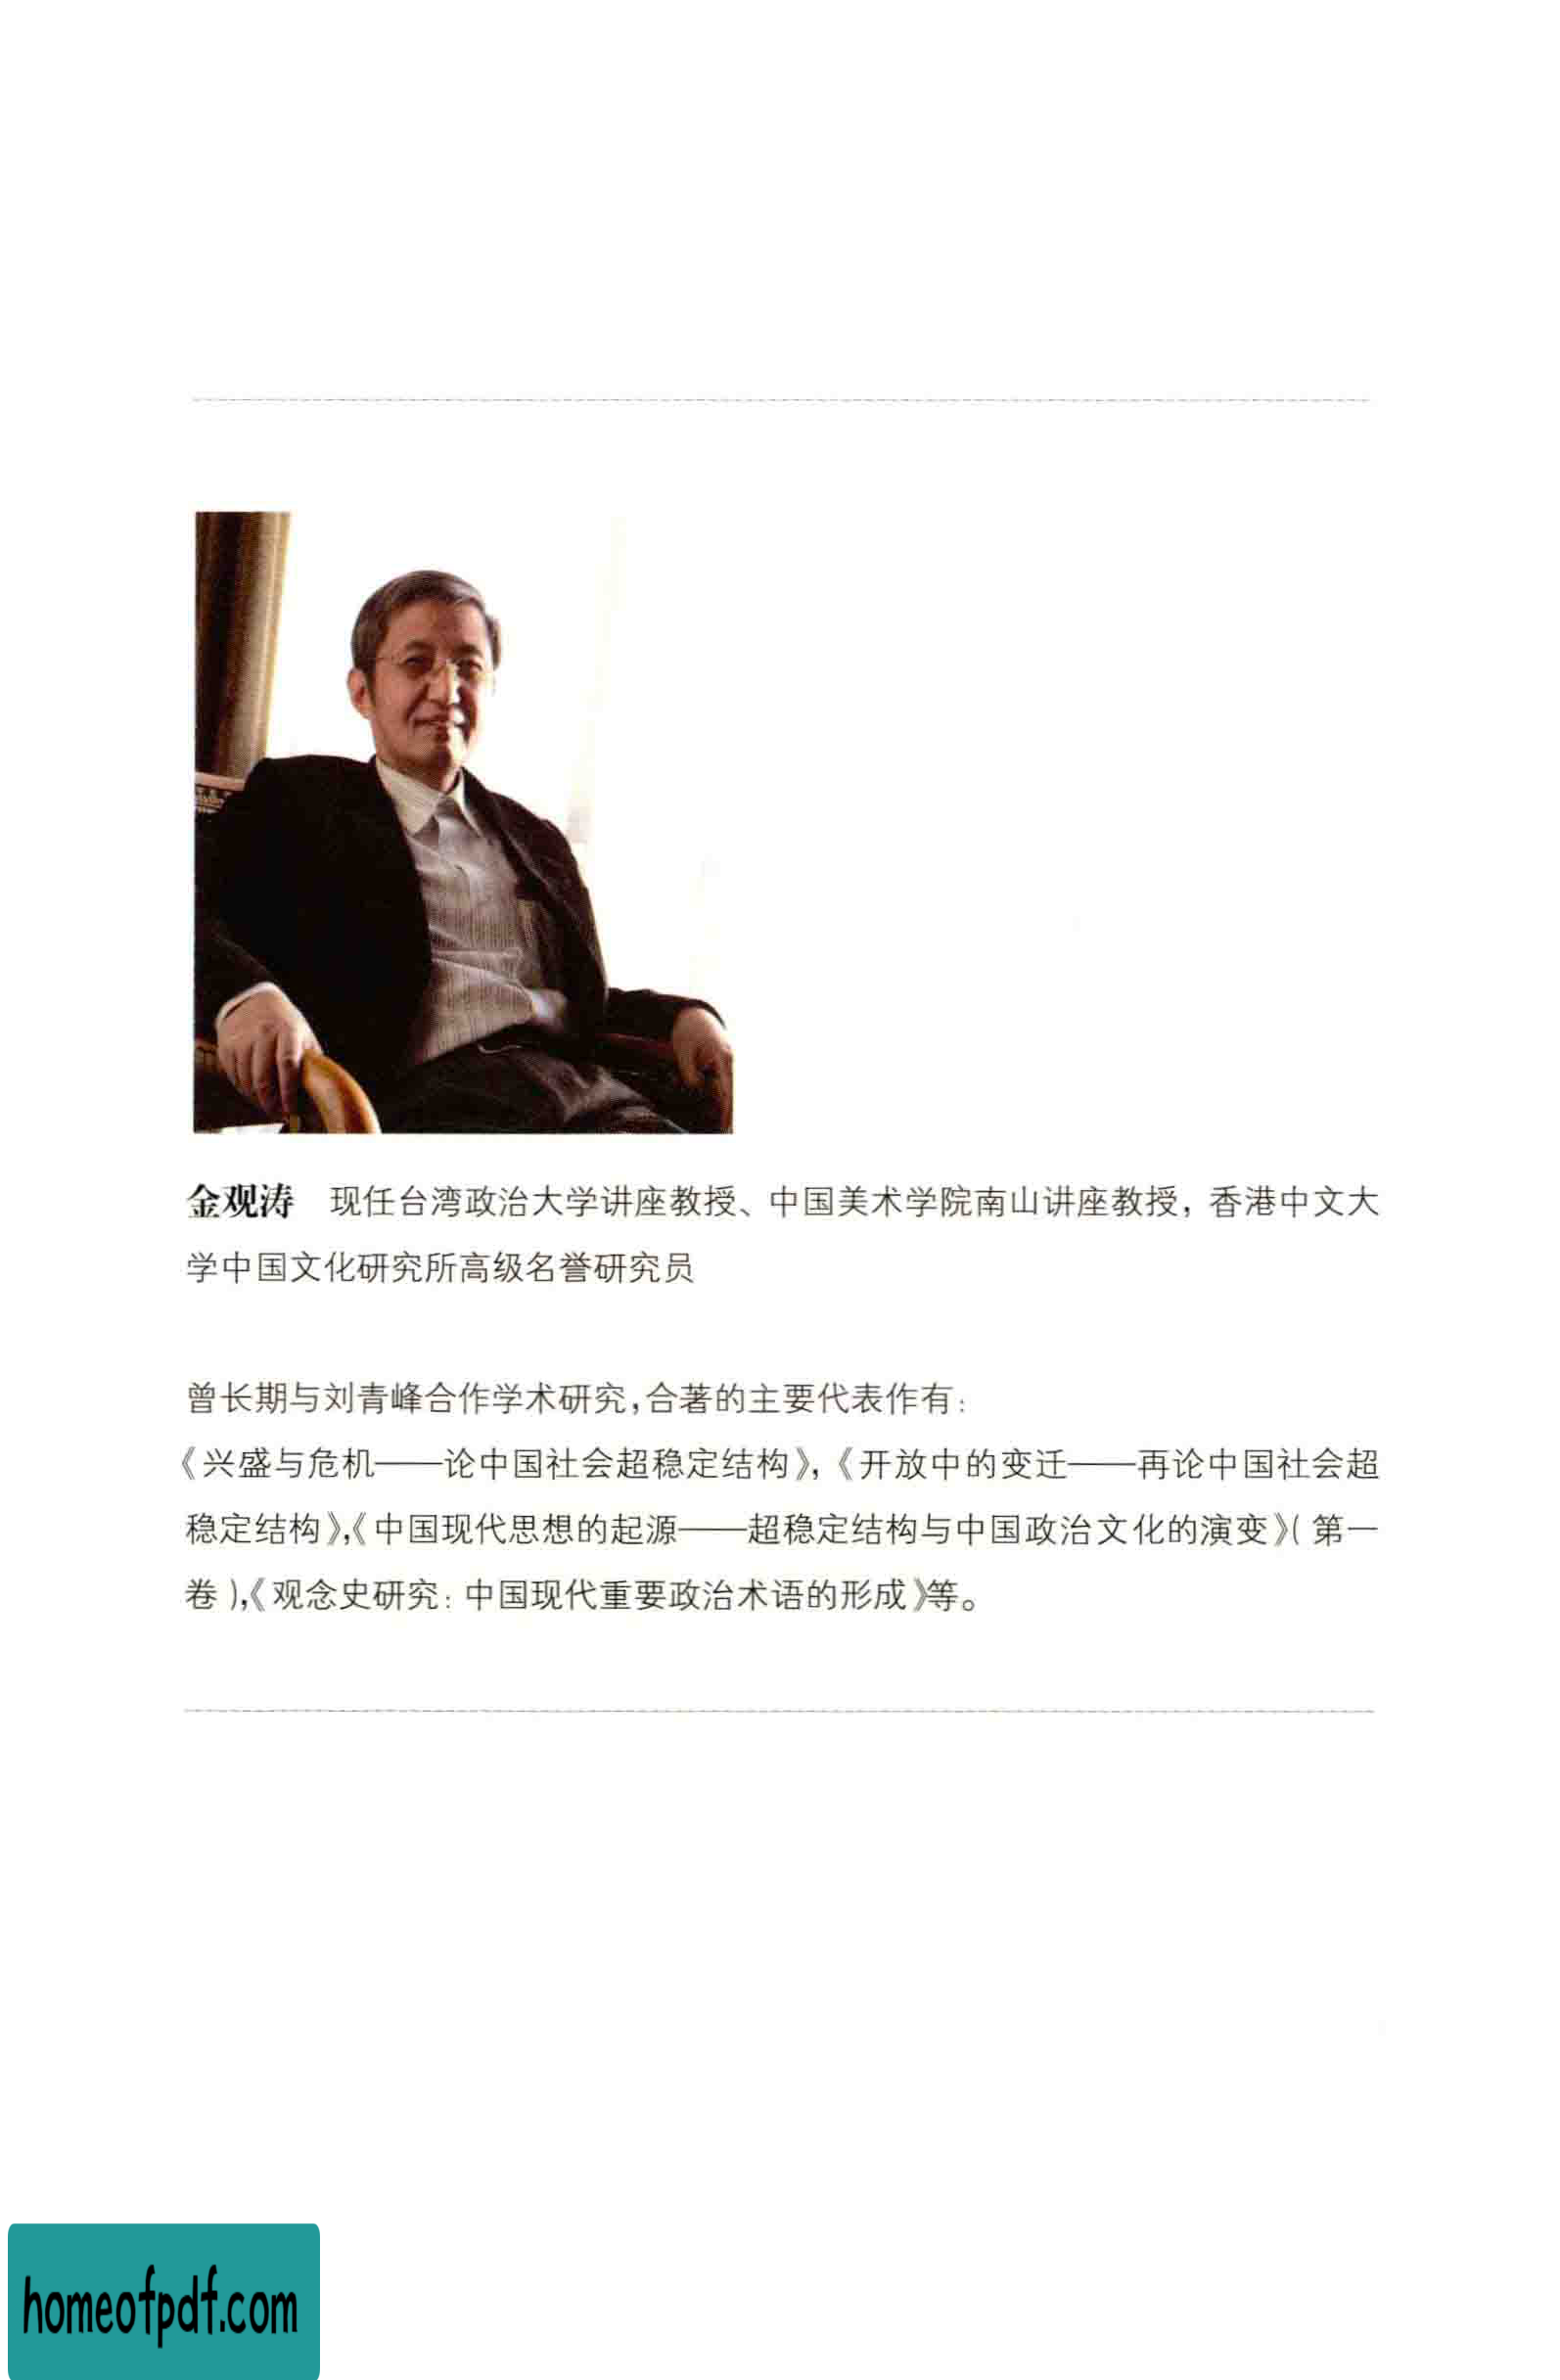 金观涛 现任台湾政治大学讲座教授、中国美术学院南山讲座教授，香港中文大
学中国文化研究所高级名誉研究员
曾长期与刘青峰合作学术研究，合著的主要代表作有：
《兴盛与危机——论中国社会超稳定结构》，《开放中的变迁——再论中国社会超
稳定结构》，《中国现代思想的起源——超稳定结构与中国政治文化的演变》（第一
卷），《观念史研究：中国现代重要政治术语的形成》等。
homeofpdf.com